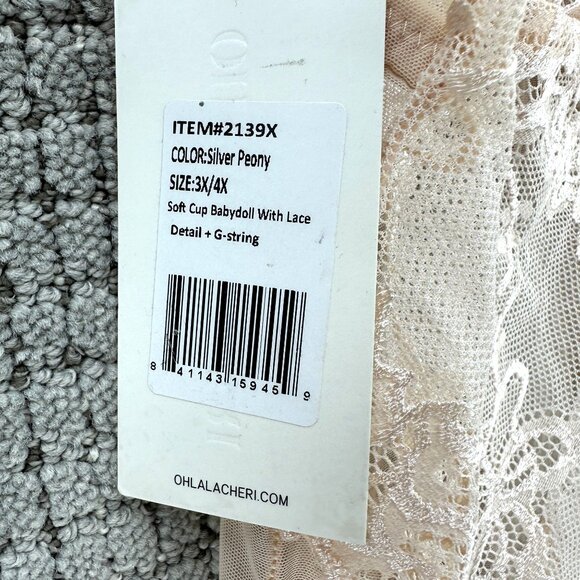 ITEM#2139X
COLOR:Silver Peony
SIZE:3X/4X
Soft Cup Babydoll With Lace
Detail + G-string
8 41143 15945 9
OHLALACHERI.COM